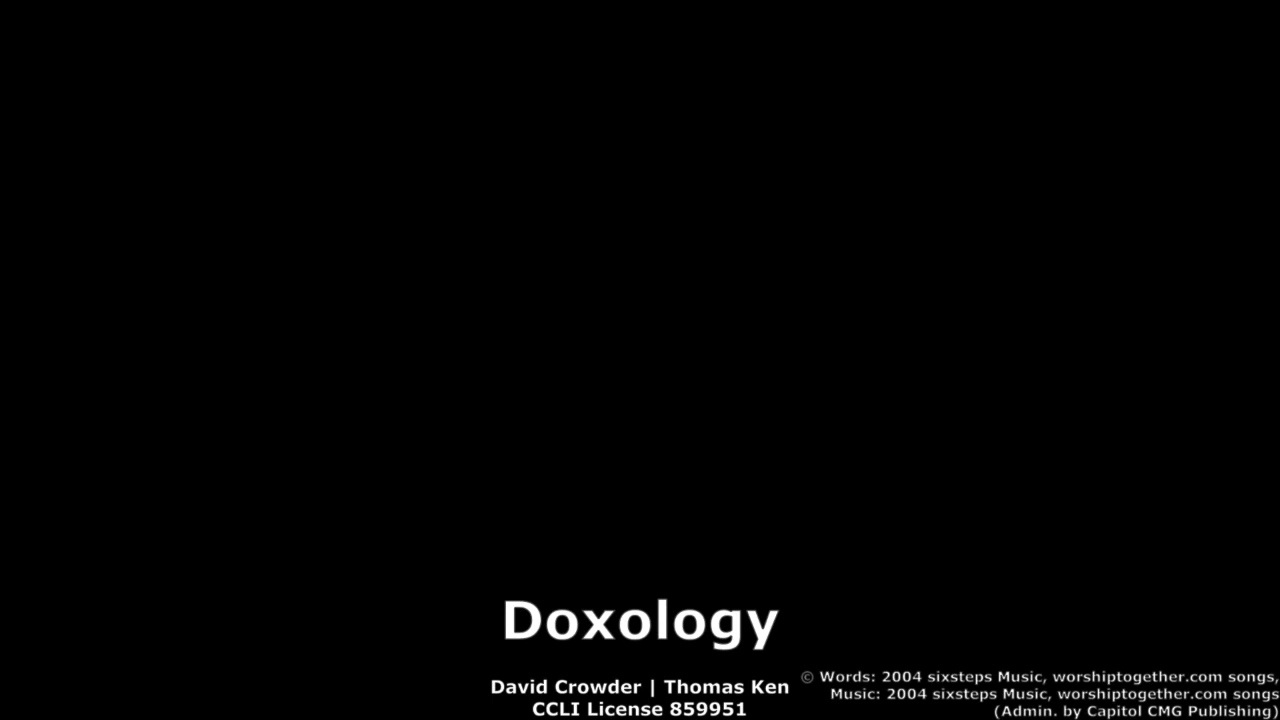 Doxology
David Crowder | Thomas Ken
CCLI License 859951
© Words: 2004 sixsteps Music, worshiptogether.com songs,
Music: 2004 sixsteps Music, worshiptogether.com songs
(Admin. by Capitol CMG Publishing)